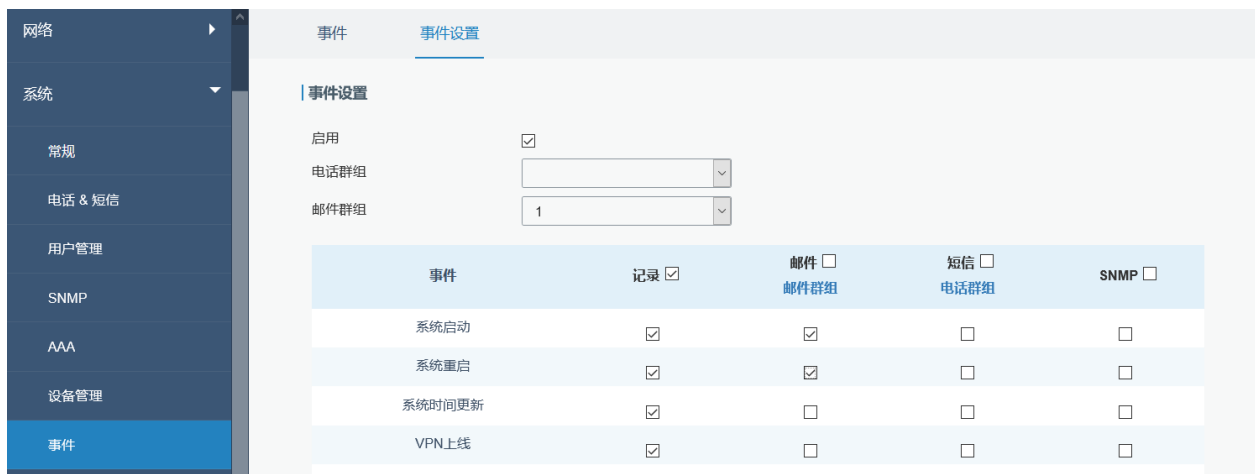 网络
系统
常规
电话 & 短信
用户管理
SNMP
AAA
设备管理
事件
事件 事件设置
事件设置
启用
电话群组
邮件群组 1
事件 记录 邮件 短信 SNMP
邮件群组 电话群组
系统启动
系统重启
系统时间更新
VPN上线